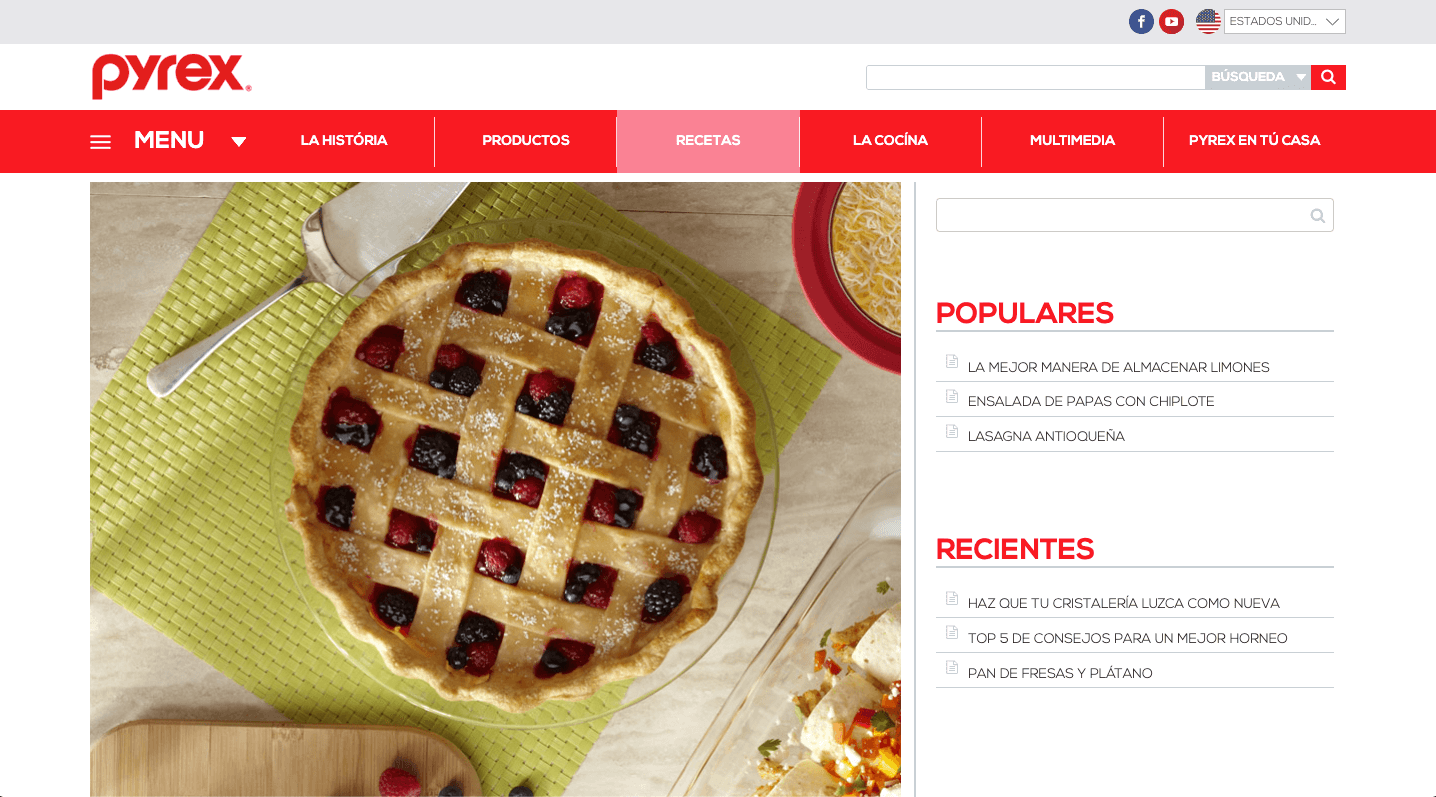 ESTADOS UNID...
pyrex®
BÚSQUEDA
MENU
LA HISTÓRIA
PRODUCTOS
RECETAS
LA COCÍNA
MULTIMEDIA
PYREX EN TÚ CASA
POPULARES
LA MEJOR MANERA DE ALMACENAR LIMONES
ENSALADA DE PAPAS CON CHIPLOTE
LASAGNA ANTIOQUEÑA
RECIENTES
HAZ QUE TU CRISTALERÍA LUZCA COMO NUEVA
TOP 5 DE CONSEJOS PARA UN MEJOR HORNEO
PAN DE FRESAS Y PLÁTANO